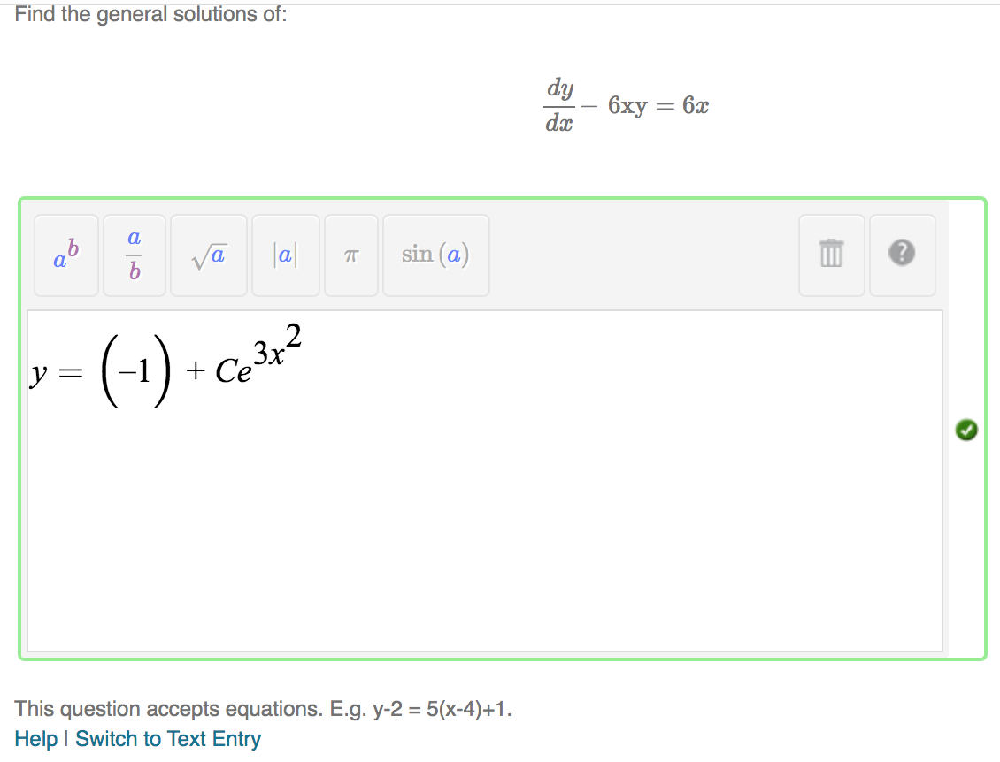 Find the general solutions of:
dy/dx − 6xy = 6x
a^b a/b √a |a| π sin (a) ?
y = (−1) + Ce^{3x^2}
This question accepts equations. E.g. y-2 = 5(x-4)+1.
Help | Switch to Text Entry